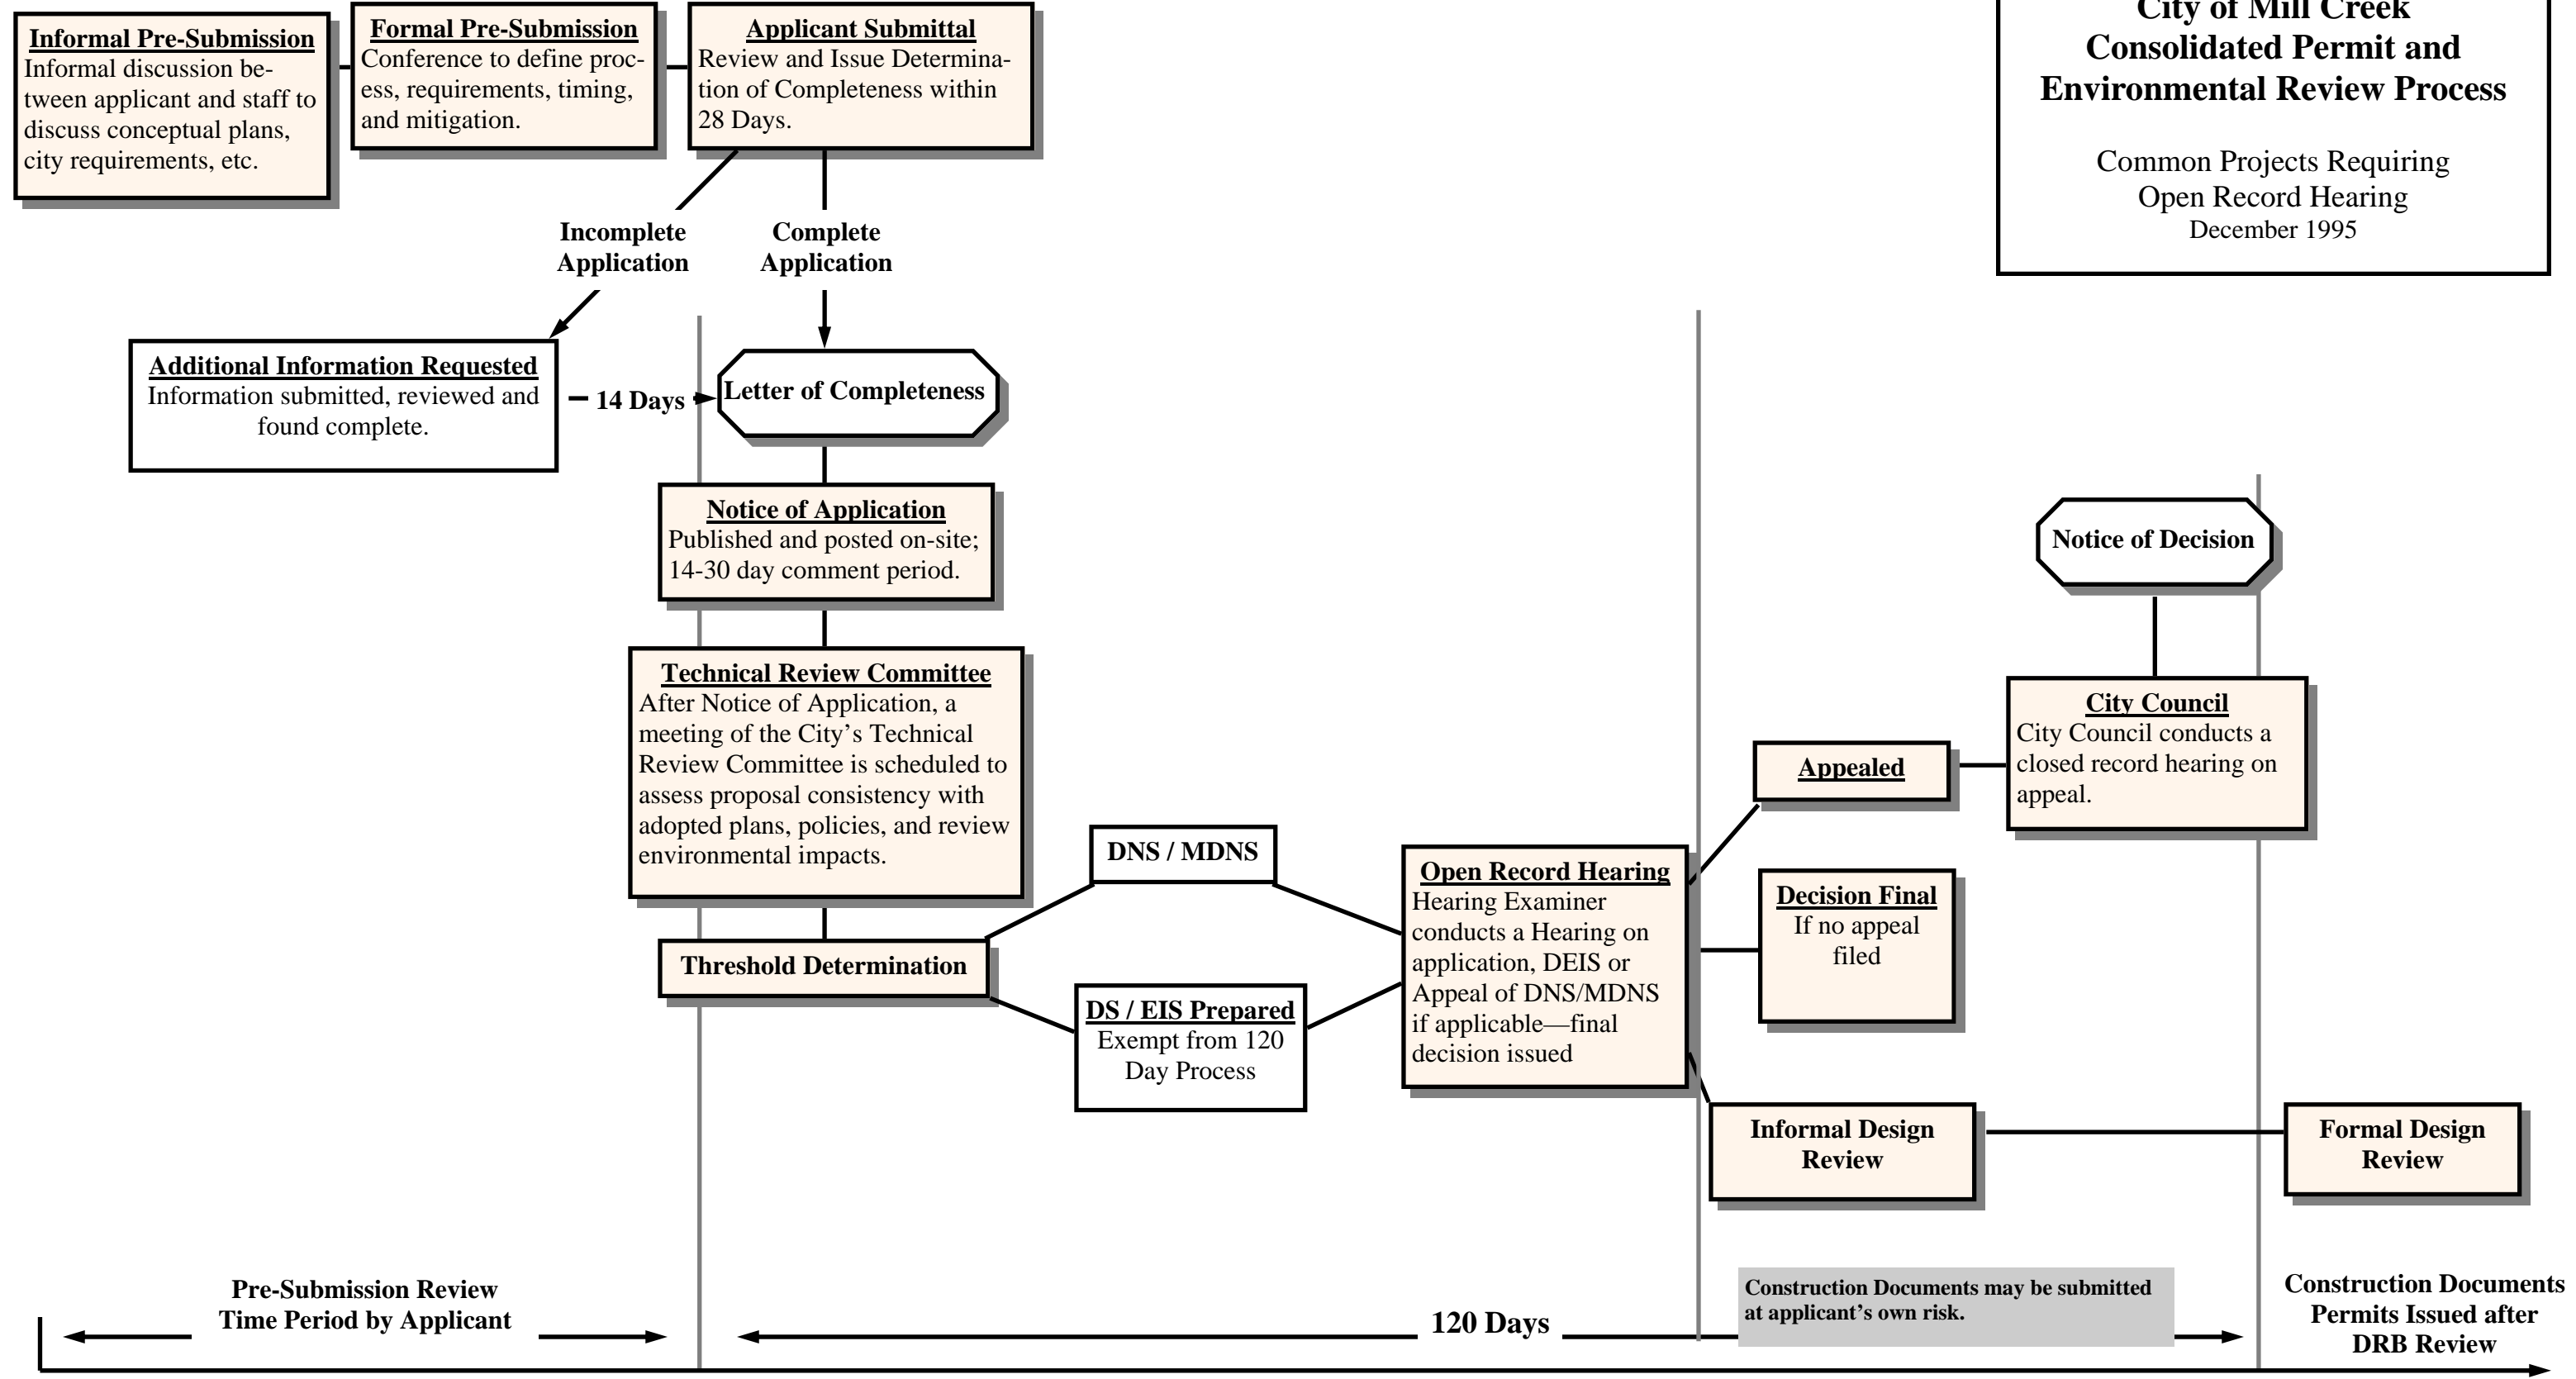 Informal Pre-Submission
Informal discussion be-
tween applicant and staff to
discuss conceptual plans,
city requirements, etc.
Formal Pre-Submission
Conference to define proc-
ess, requirements, timing,
and mitigation.
Applicant Submittal
Review and Issue Determina-
tion of Completeness within
28 Days.
City of Mill Creek
Consolidated Permit and
Environmental Review Process
Common Projects Requiring
Open Record Hearing
December 1995
Incomplete
Application
Complete
Application
Additional Information Requested
Information submitted, reviewed and
found complete.
14 Days
Letter of Completeness
Notice of Application
Published and posted on-site;
14-30 day comment period.
Technical Review Committee
After Notice of Application, a
meeting of the City’s Technical
Review Committee is scheduled to
assess proposal consistency with
adopted plans, policies, and review
environmental impacts.
Threshold Determination
DNS / MDNS
DS / EIS Prepared
Exempt from 120
Day Process
Open Record Hearing
Hearing Examiner
conducts a Hearing on
application, DEIS or
Appeal of DNS/MDNS
if applicable—final
decision issued
Notice of Decision
City Council
City Council conducts a
closed record hearing on
appeal.
Appealed
Decision Final
If no appeal
filed
Informal Design
Review
Formal Design
Review
Pre-Submission Review
Time Period by Applicant
120 Days
Construction Documents may be submitted
at applicant’s own risk.
Construction Documents
Permits Issued after
DRB Review